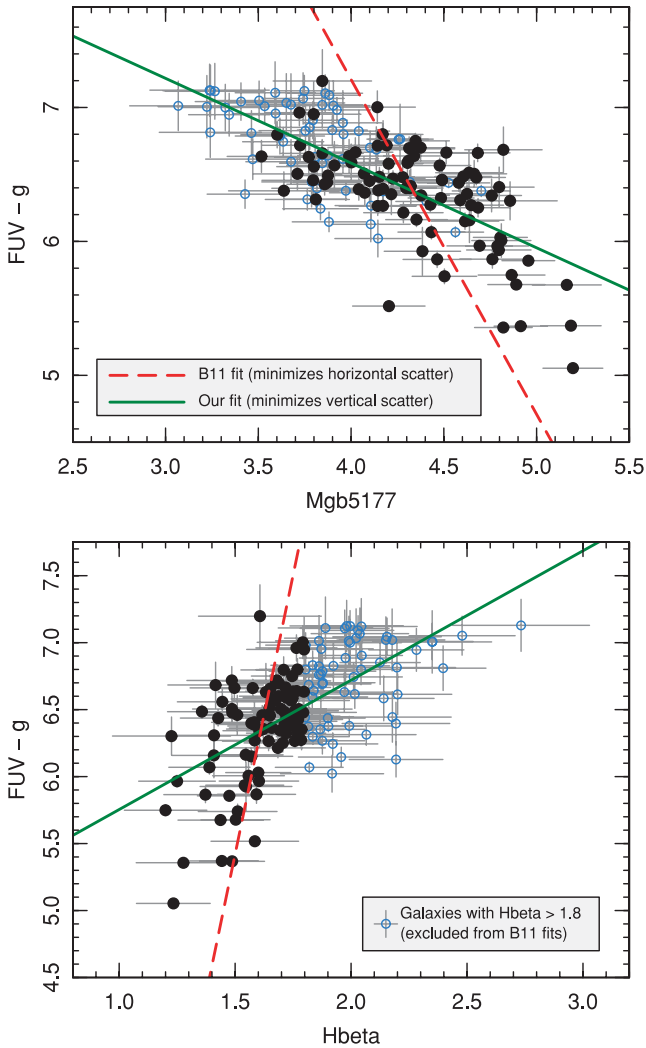 7
6
5
FUV − g
B11 fit (minimizes horizontal scatter)
Our fit (minimizes vertical scatter)
2.5 3.0 3.5 4.0 4.5 5.0 5.5
Mgb5177
7.5
7.0
6.5
6.0
5.5
5.0
4.5
FUV − g
Galaxies with Hbeta > 1.8
(excluded from B11 fits)
1.0 1.5 2.0 2.5 3.0
Hbeta